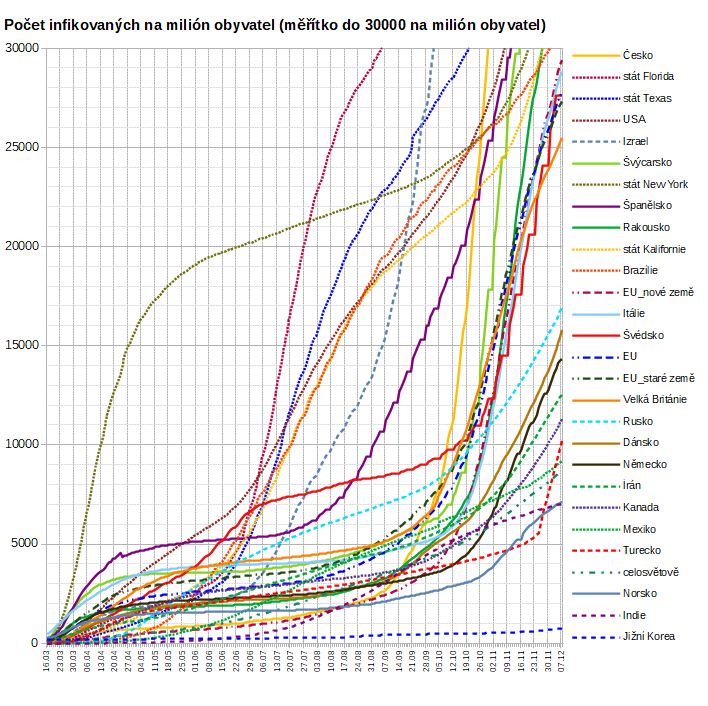 Počet infikovaných na milión obyvatel (měřítko do 30000 na milión obyvatel)
30000
25000
20000
15000
10000
5000
0
16.03
23.03
30.03
06.04
13.04
20.04
27.04
04.05
11.05
18.05
25.05
01.06
08.06
15.06
22.06
29.06
06.07
13.07
20.07
27.07
03.08
10.08
17.08
24.08
31.08
07.09
14.09
21.09
28.09
05.10
12.10
19.10
26.10
02.11
09.11
16.11
23.11
30.11
07.12
Česko
stát Florida
stát Texas
USA
Izrael
Švýcarsko
stát New York
Španělsko
Rakousko
stát Kalifornie
Brazílie
EU_nové země
Itálie
Švédsko
EU
EU_staré země
Velká Británie
Rusko
Dánsko
Německo
Írán
Kanada
Mexiko
Turecko
celosvětově
Norsko
Indie
Jižní Korea